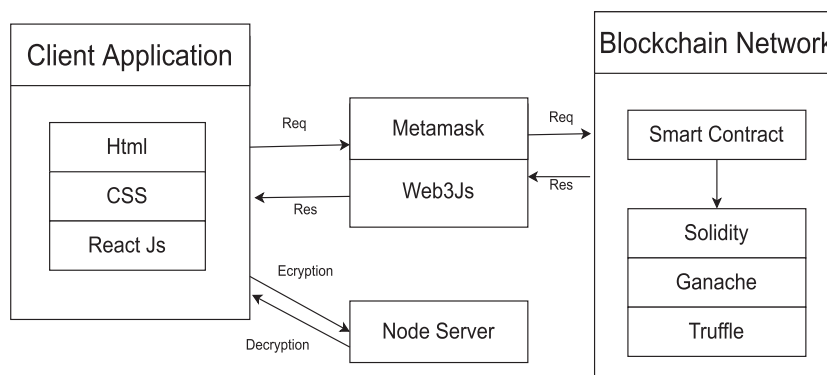 Client Application
Html
CSS
React Js
Req
Res
Metamask
Web3Js
Req
Res
Ecryption
Decryption
Node Server
Blockchain Network
Smart Contract
Solidity
Ganache
Truffle